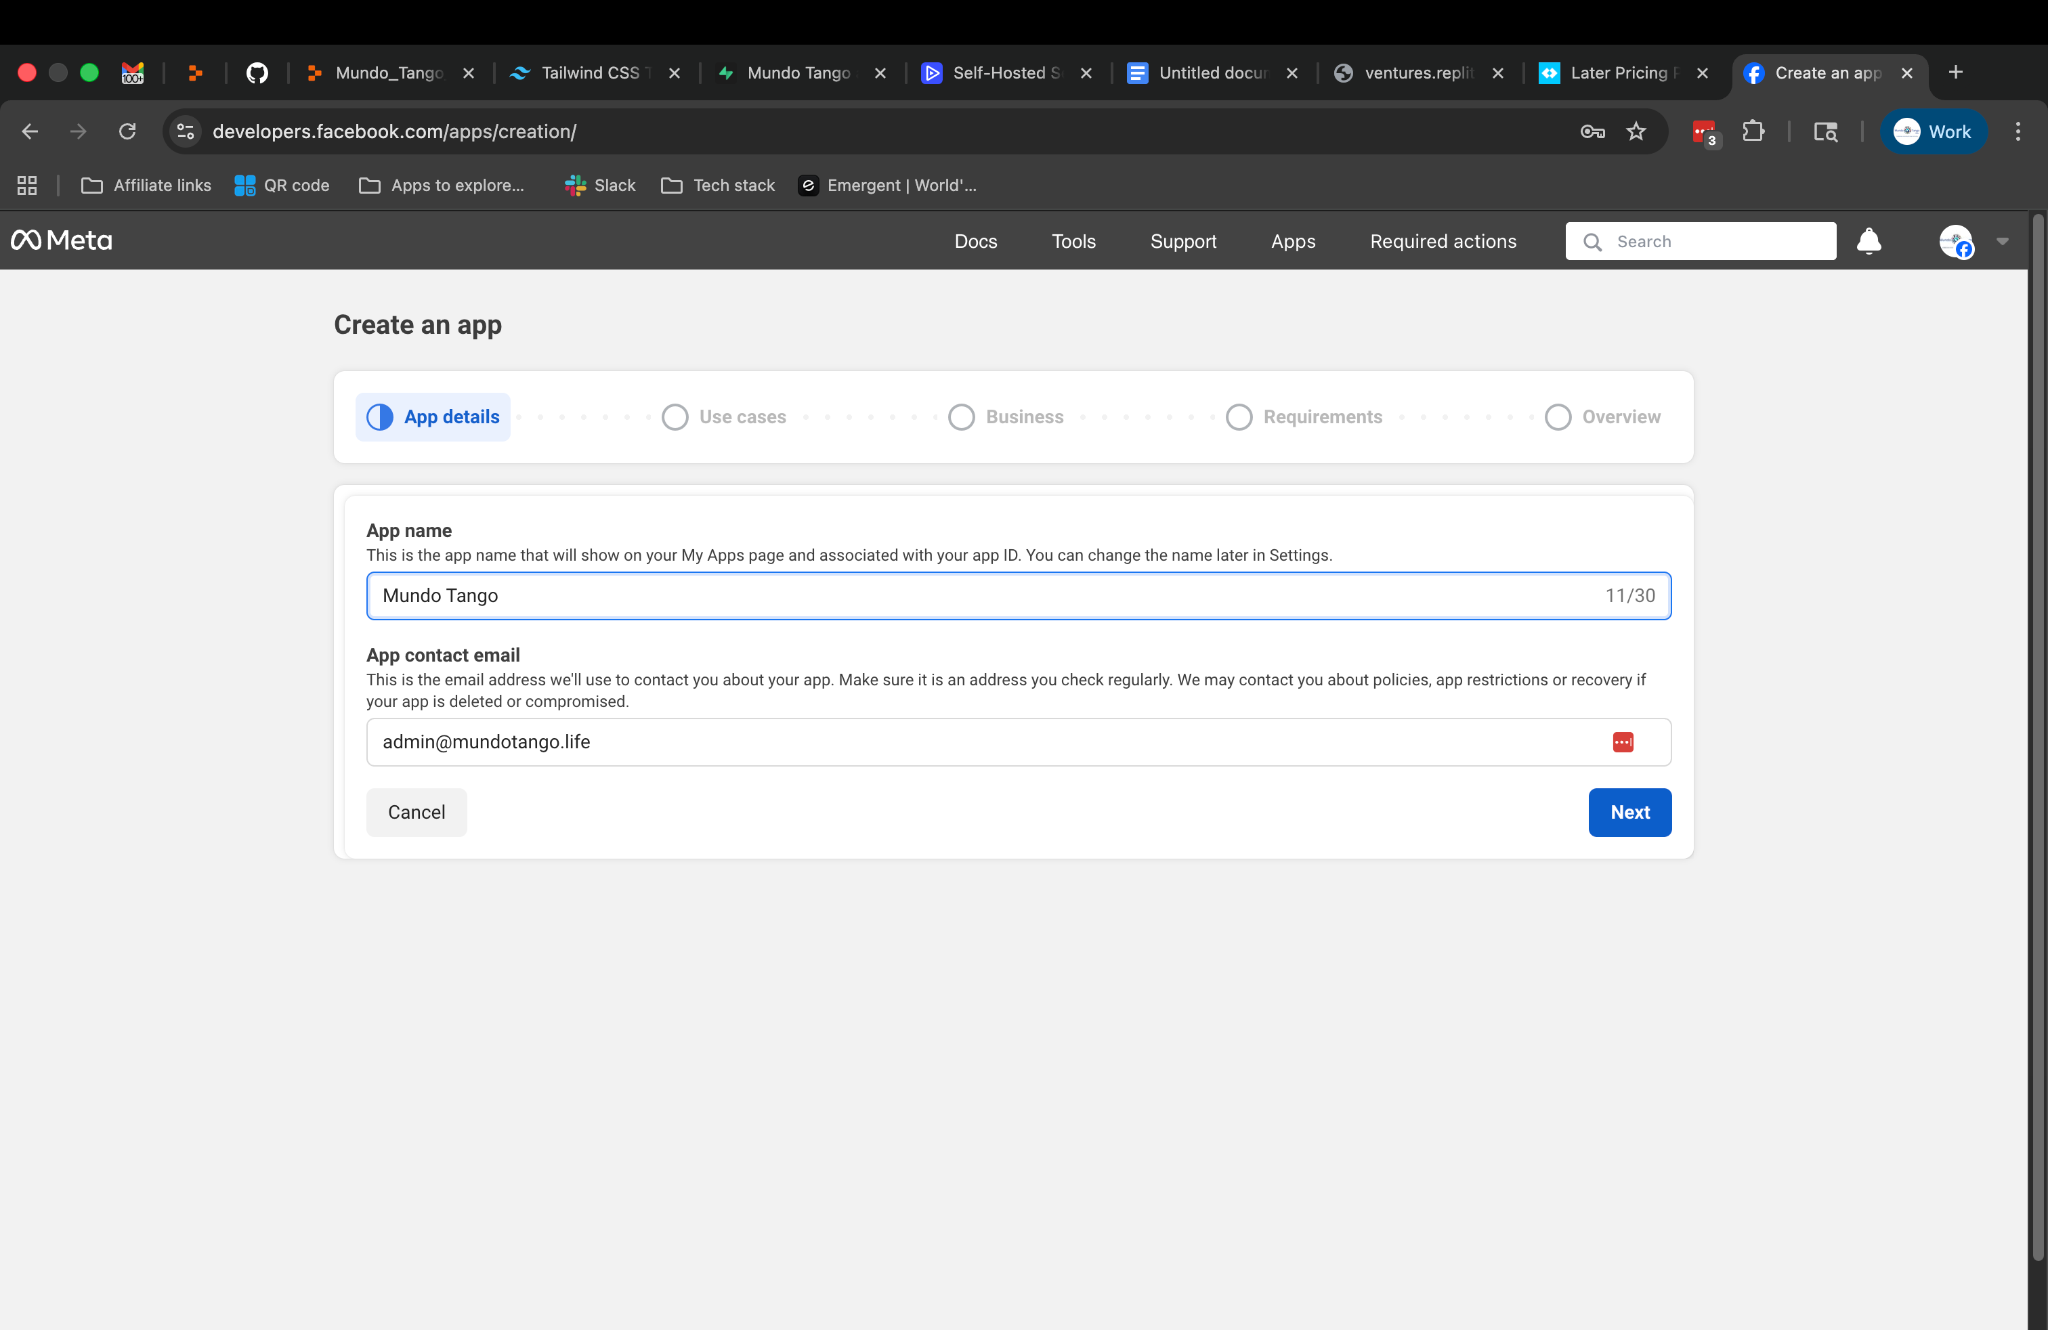 100+
Mundo_Tango
Tailwind CSS T
Mundo Tango
Self-Hosted S
Untitled docur
ventures.replit
Later Pricing P
Create an app
developers.facebook.com/apps/creation/
3
Work
Affiliate links
QR code
Apps to explore...
Slack
Tech stack
Emergent | World'...
Meta
Docs
Tools
Support
Apps
Required actions
Search
Create an app
App details
Use cases
Business
Requirements
Overview
App name
This is the app name that will show on your My Apps page and associated with your app ID. You can change the name later in Settings.
Mundo Tango
11/30
App contact email
This is the email address we'll use to contact you about your app. Make sure it is an address you check regularly. We may contact you about policies, app restrictions or recovery if
your app is deleted or compromised.
admin@mundotango.life
Cancel
Next